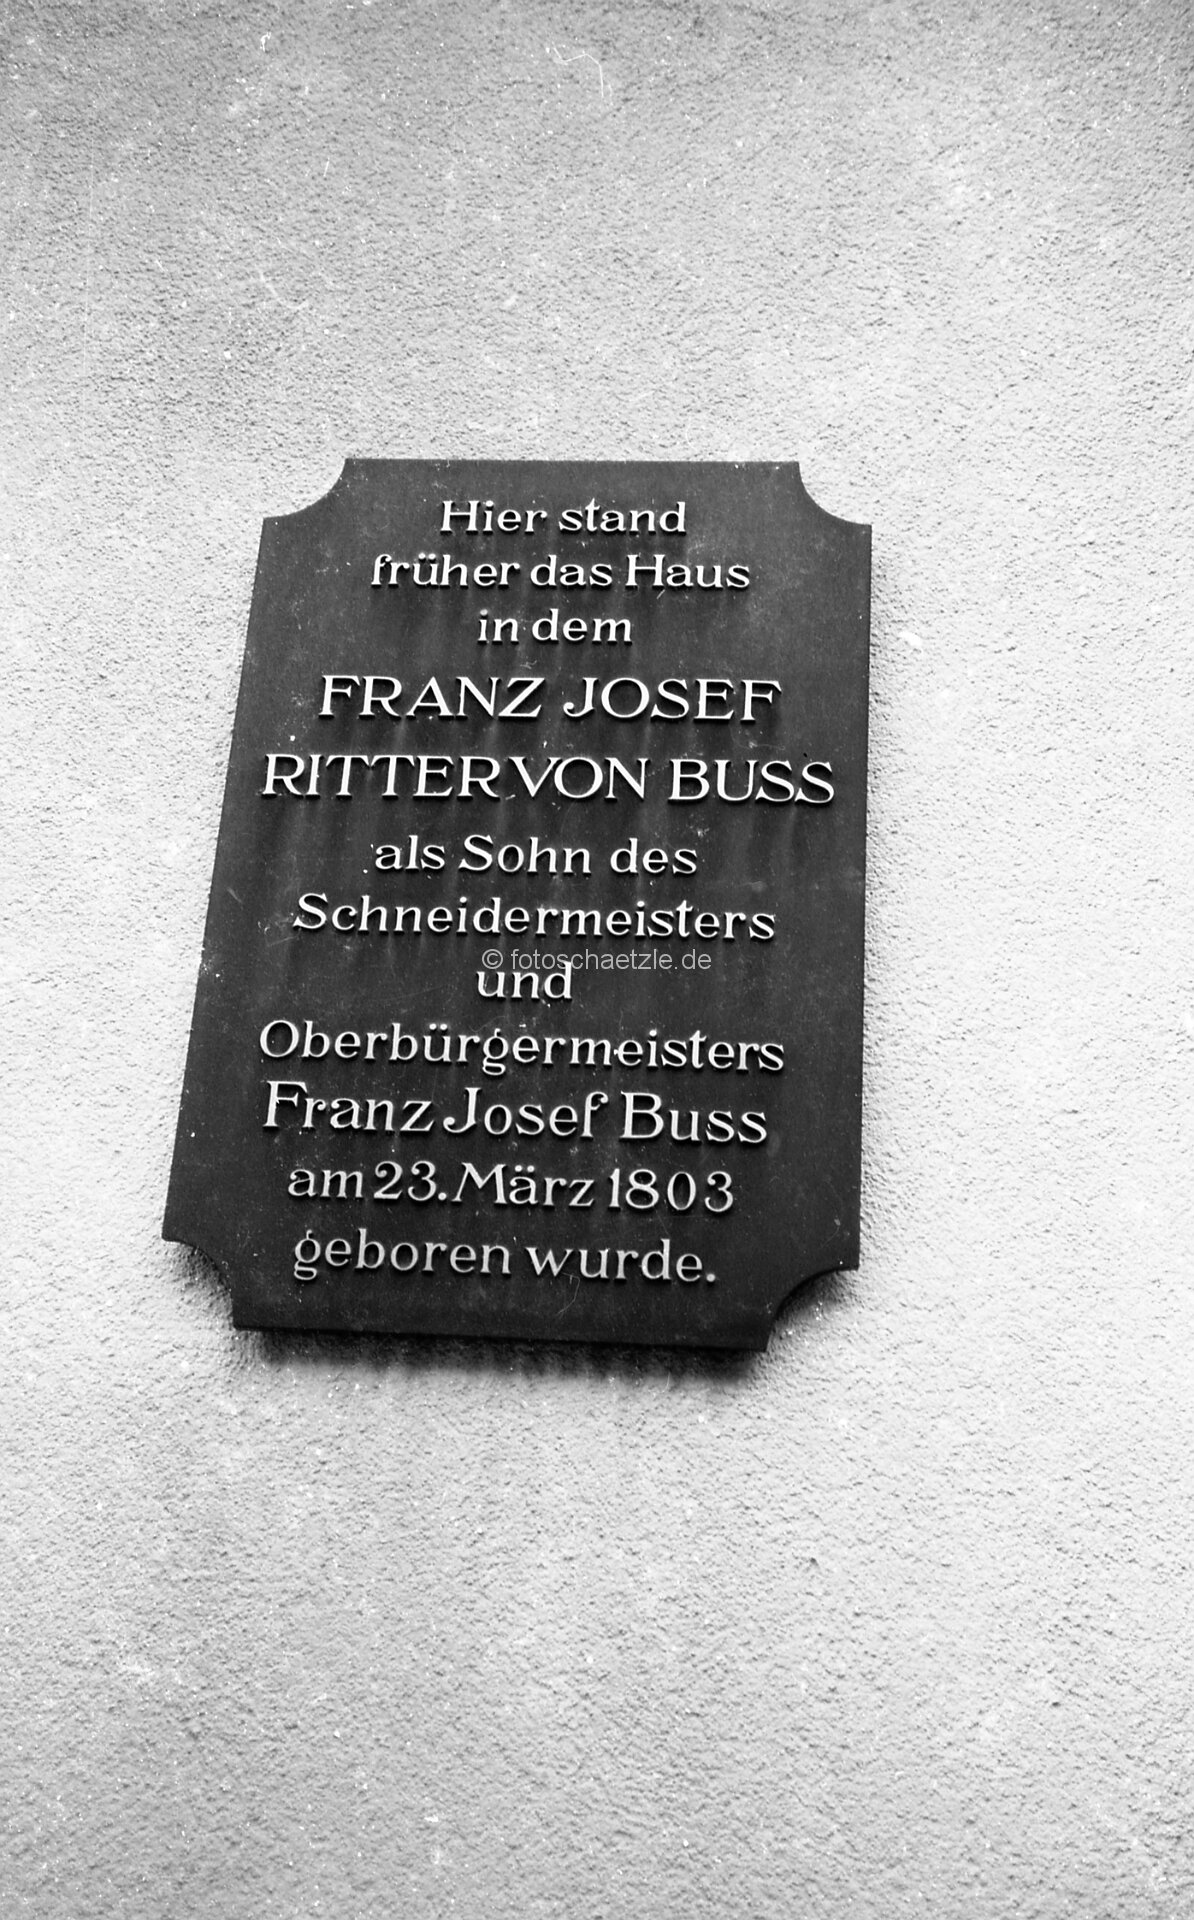 Hier stand
früher das Haus
in dem
FRANZ JOSEF
RITTER VON BUSS
als Sohn des
Schneidermeisters
© fotoschaetzle.de
und
Oberbürgermeisters
Franz Josef Buss
am 23. März 1803
geboren wurde.